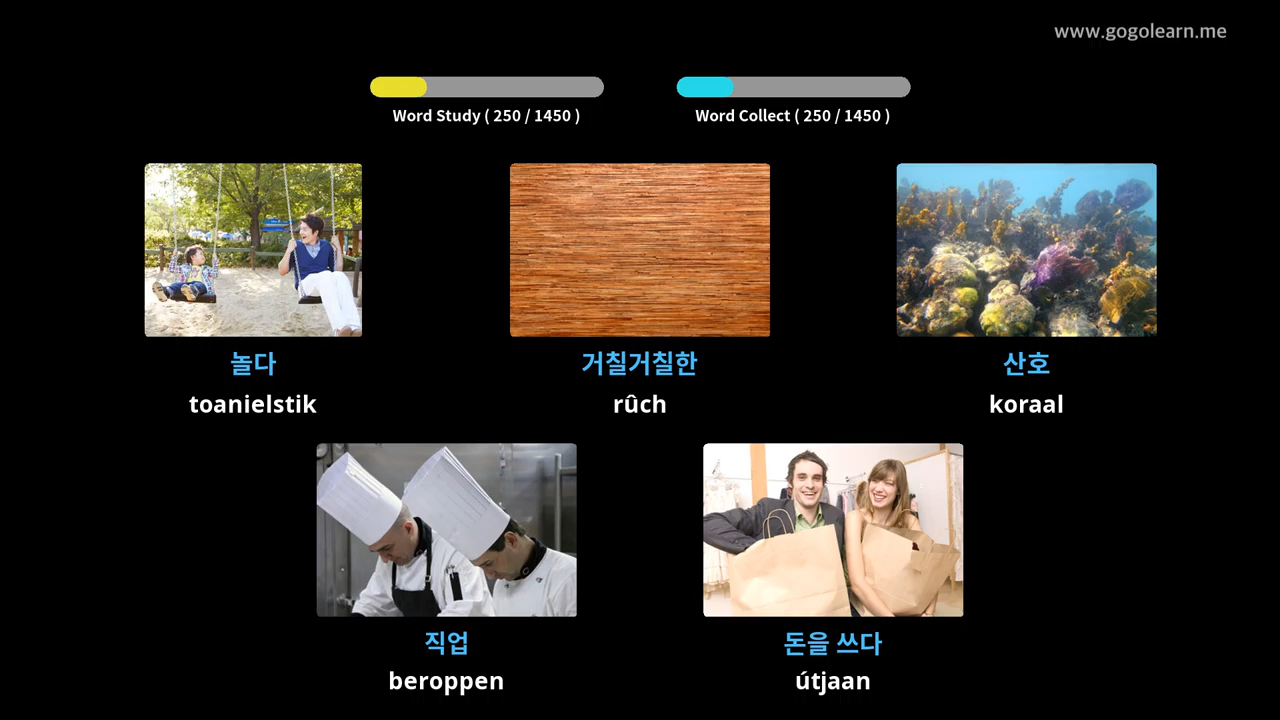 www.gogolearn.me
Word Study ( 250 / 1450 )
Word Collect ( 250 / 1450 )
놀다
거칠거칠한
산호
toanielstik
rûch
koraal
직업
돈을 쓰다
beroppen
útjaan